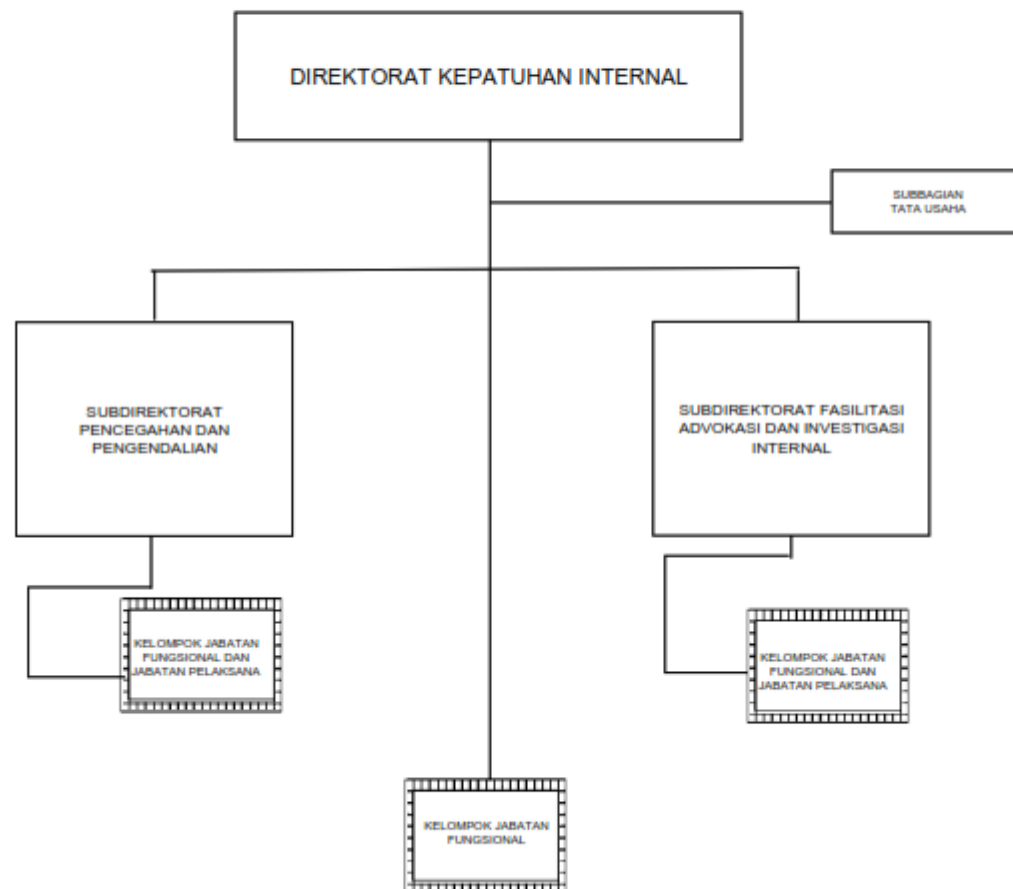 DIREKTORAT KEPATUHAN INTERNAL
SUBBAGIAN
TATA USAHA
SUBDIREKTORAT
PENCEGAHAN DAN
PENGENDALIAN
SUBDIREKTORAT FASILITASI
ADVOKASI DAN INVESTIGASI
INTERNAL
KELOMPOK JABATAN
FUNGSIONAL DAN
JABATAN PELAKSANA
KELOMPOK JABATAN
FUNGSIONAL DAN
JABATAN PELAKSANA
KELOMPOK JABATAN
FUNGSIONAL